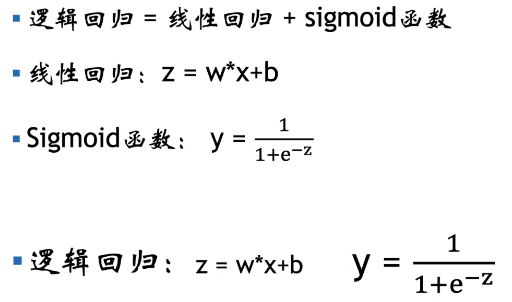 ▪ 逻辑回归 = 线性回归 + sigmoid函数
▪ 线性回归：z = w*x+b
▪ Sigmoid函数： y = \frac{1}{1+e^{-z}}
▪ 逻辑回归： z = w*x+b y = \frac{1}{1+e^{-z}}